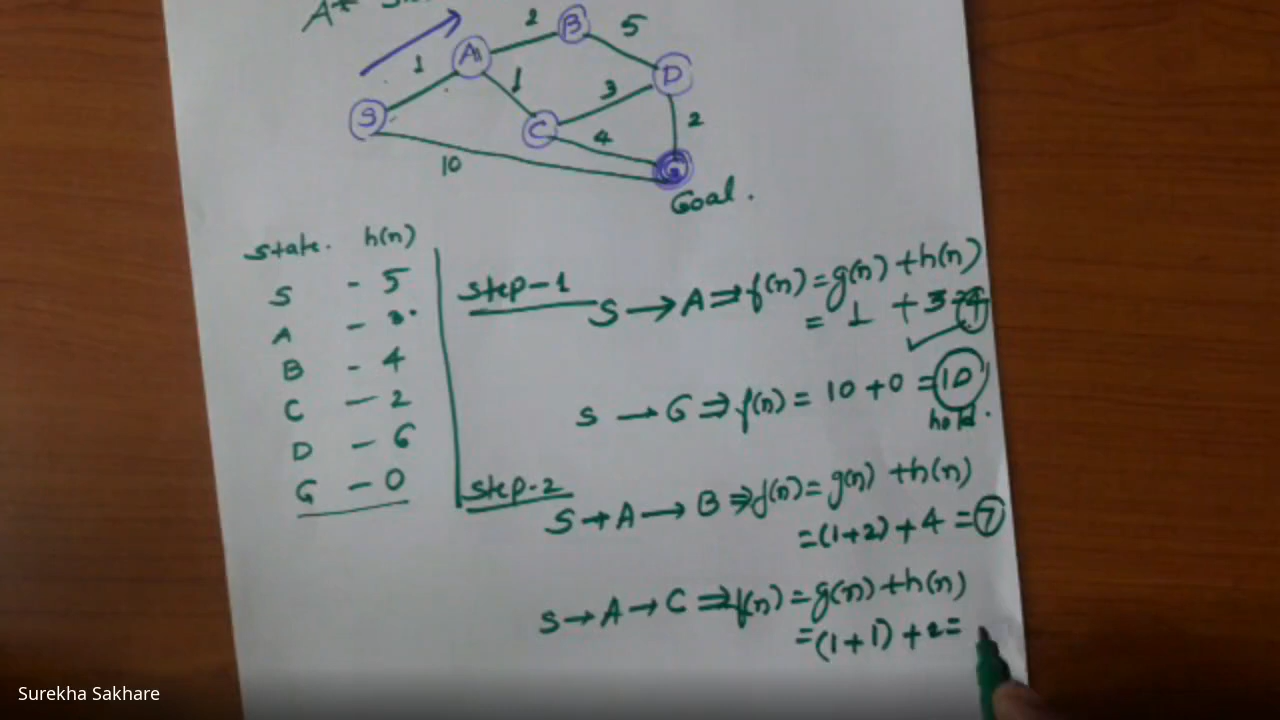 A*
2
B
5
A
1
1
3
D
S
C
4
2
10
G
Goal.
State. h(n)
S - 5
A - 3
B - 4
C - 2
D - 6
G - 0
Step-1
S → A ⇒ f(n) = g(n) + h(n)
= 1 + 3 = 4
S → G ⇒ f(n) = 10 + 0 = 10
hold.
Step-2
S → A → B ⇒ f(n) = g(n) + h(n)
= (1+2) + 4 = 7
S → A → C ⇒ f(n) = g(n) + h(n)
= (1+1) + 2 =
Surekha Sakhare